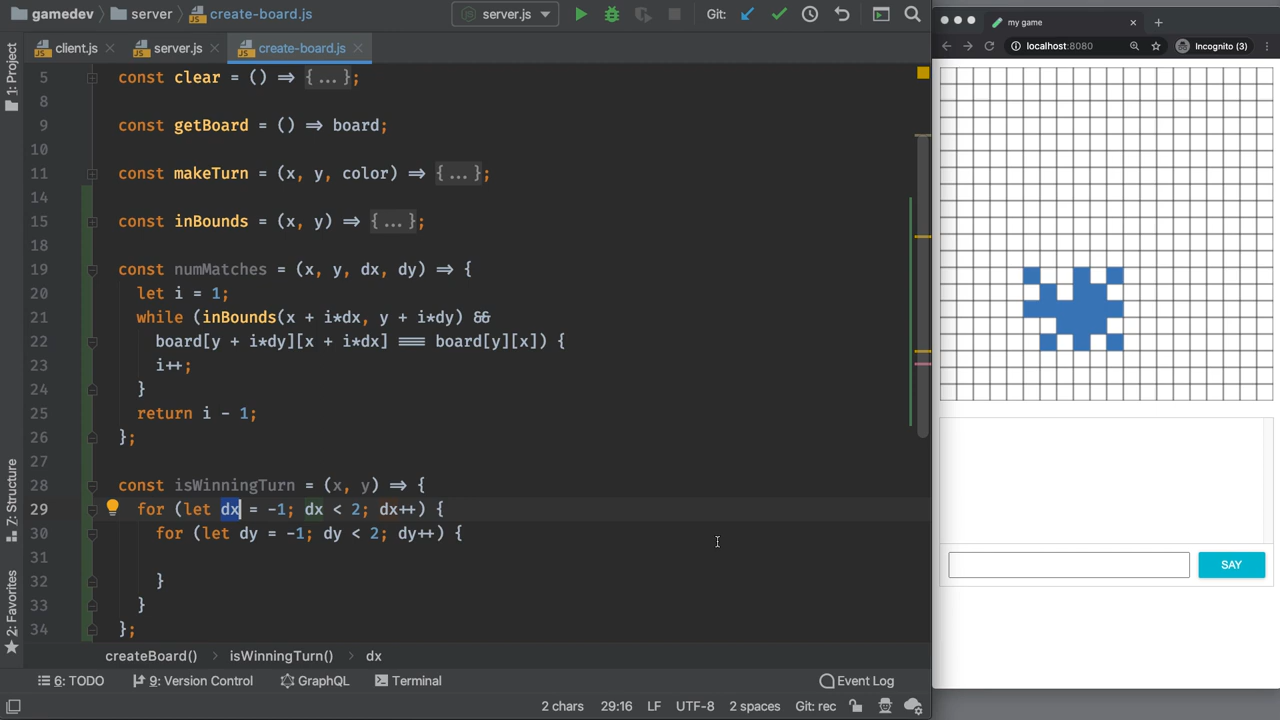 gamedev server create-board.js server.js Git:
client.js server.js create-board.js
1: Project
7: Structure
2: Favorites
5 const clear = () => {...};
8
9 const getBoard = () => board;
10
11 const makeTurn = (x, y, color) => {...};
14
15 const inBounds = (x, y) => {...};
18
19 const numMatches = (x, y, dx, dy) => {
20 let i = 1;
21 while (inBounds(x + i*dx, y + i*dy) &&
22 board[y + i*dy][x + i*dx] === board[y][x]) {
23 i++;
24 }
25 return i - 1;
26 };
27
28 const isWinningTurn = (x, y) => {
29 for (let dx = -1; dx < 2; dx++) {
30 for (let dy = -1; dy < 2; dy++) {
31
32 }
33 }
34 };
createBoard() isWinningTurn() dx
6: TODO 9: Version Control GraphQL Terminal Event Log
2 chars 29:16 LF UTF-8 2 spaces Git: rec
my game
localhost:8080 Incognito (3)
SAY